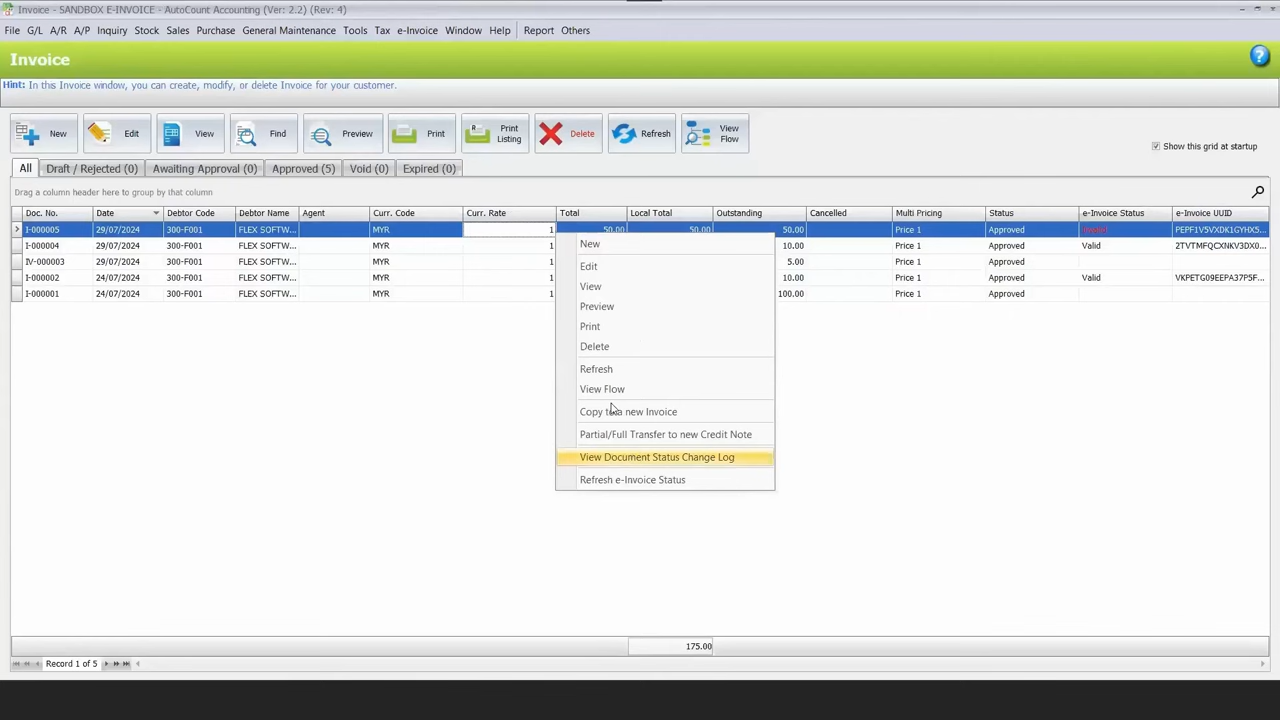 Invoice - SANDBOX E-INVOICE - AutoCount Accounting (Ver: 2.2) (Rev: 4)
File G/L A/R A/P Inquiry Stock Sales Purchase General Maintenance Tools Tax e-Invoice Window Help Report Others
Invoice
Hint: In this Invoice window, you can create, modify, or delete Invoice for your customer.
New Edit View Find Preview Print Print Listing Delete Refresh View Flow
Show this grid at startup
All Draft / Rejected (0) Awaiting Approval (0) Approved (5) Void (0) Expired (0)
Drag a column header here to group by that column
Doc. No. Date Debtor Code Debtor Name Agent Curr. Code Curr. Rate Total Local Total Outstanding Cancelled Multi Pricing Status e-Invoice Status e-Invoice UUID
I-000005 29/07/2024 300-F001 FLEX SOFTW... MYR 1 50.00 50.00 50.00 Price 1 Approved Invalid PEPF1V5VXDK1GYHX5...
I-000004 29/07/2024 300-F001 FLEX SOFTW... MYR 1 10.00 Price 1 Approved Valid 2TVTMFQCXNKV3DX0...
IV-000003 29/07/2024 300-F001 FLEX SOFTW... MYR 1 5.00 Price 1 Approved
I-000002 24/07/2024 300-F001 FLEX SOFTW... MYR 1 10.00 Price 1 Approved Valid VKPETG09EEPA37P5F...
I-000001 24/07/2024 300-F001 FLEX SOFTW... MYR 1 100.00 Price 1 Approved
New
Edit
View
Preview
Print
Delete
Refresh
View Flow
Copy to a new Invoice
Partial/Full Transfer to new Credit Note
View Document Status Change Log
Refresh e-Invoice Status
175.00
Record 1 of 5